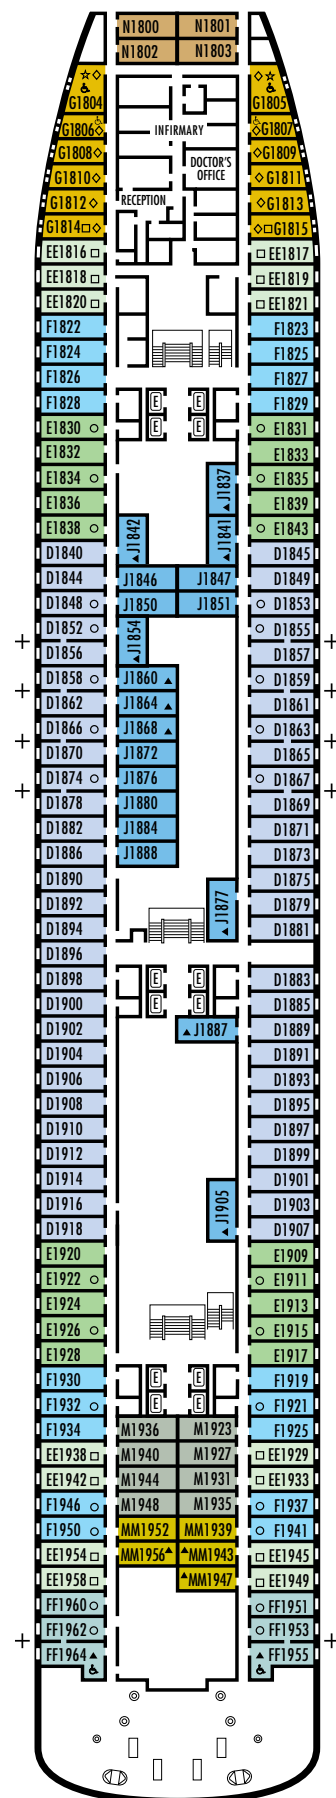 N1800 N1801
N1802 N1803
G1804 G1805
G1806 INFIRMARY G1807
G1808 DOCTOR'S G1809
G1810 OFFICE G1811
G1812 RECEPTION G1813
G1814 G1815
EE1816 EE1817
EE1818 EE1819
EE1820 EE1821
F1822 F1823
F1824 F1825
F1826 F1827
F1828 E E F1829
E1830 E E E1831
E1832 E1833
E1834 J1837 E1835
E1836 E1839
E1838 J1842 J1841 E1843
D1840 D1845
D1844 J1846 J1847 D1849
D1848 J1850 J1851 D1853
D1852 J1854 D1855
D1856 D1857
D1858 J1860 D1859
D1862 J1864 D1861
D1866 J1868 D1863
D1870 J1872 D1865
D1874 J1876 D1867
D1878 J1880 D1869
D1882 J1884 D1871
D1886 J1888 D1873
D1890 D1875
D1892 J1877 D1879
D1894 D1881
D1896
D1898 E E D1883
D1900 E E D1885
D1902 J1887 D1889
D1904 D1891
D1906 D1893
D1908 D1895
D1910 D1897
D1912 D1899
D1914 D1901
D1916 J1905 D1903
D1918 D1907
E1920 E1909
E1922 E1911
E1924 E1913
E1926 E1915
E1928 E1917
F1930 E E F1919
F1932 E E F1921
F1934 M1936 M1923 F1925
EE1938 M1940 M1927 EE1929
EE1942 M1944 M1931 EE1933
F1946 M1948 M1935 F1937
F1950 MM1952 MM1939 F1941
EE1954 MM1956 MM1943 EE1945
EE1958 MM1947 EE1949
FF1960 FF1951
FF1962 FF1953
FF1964 FF1955